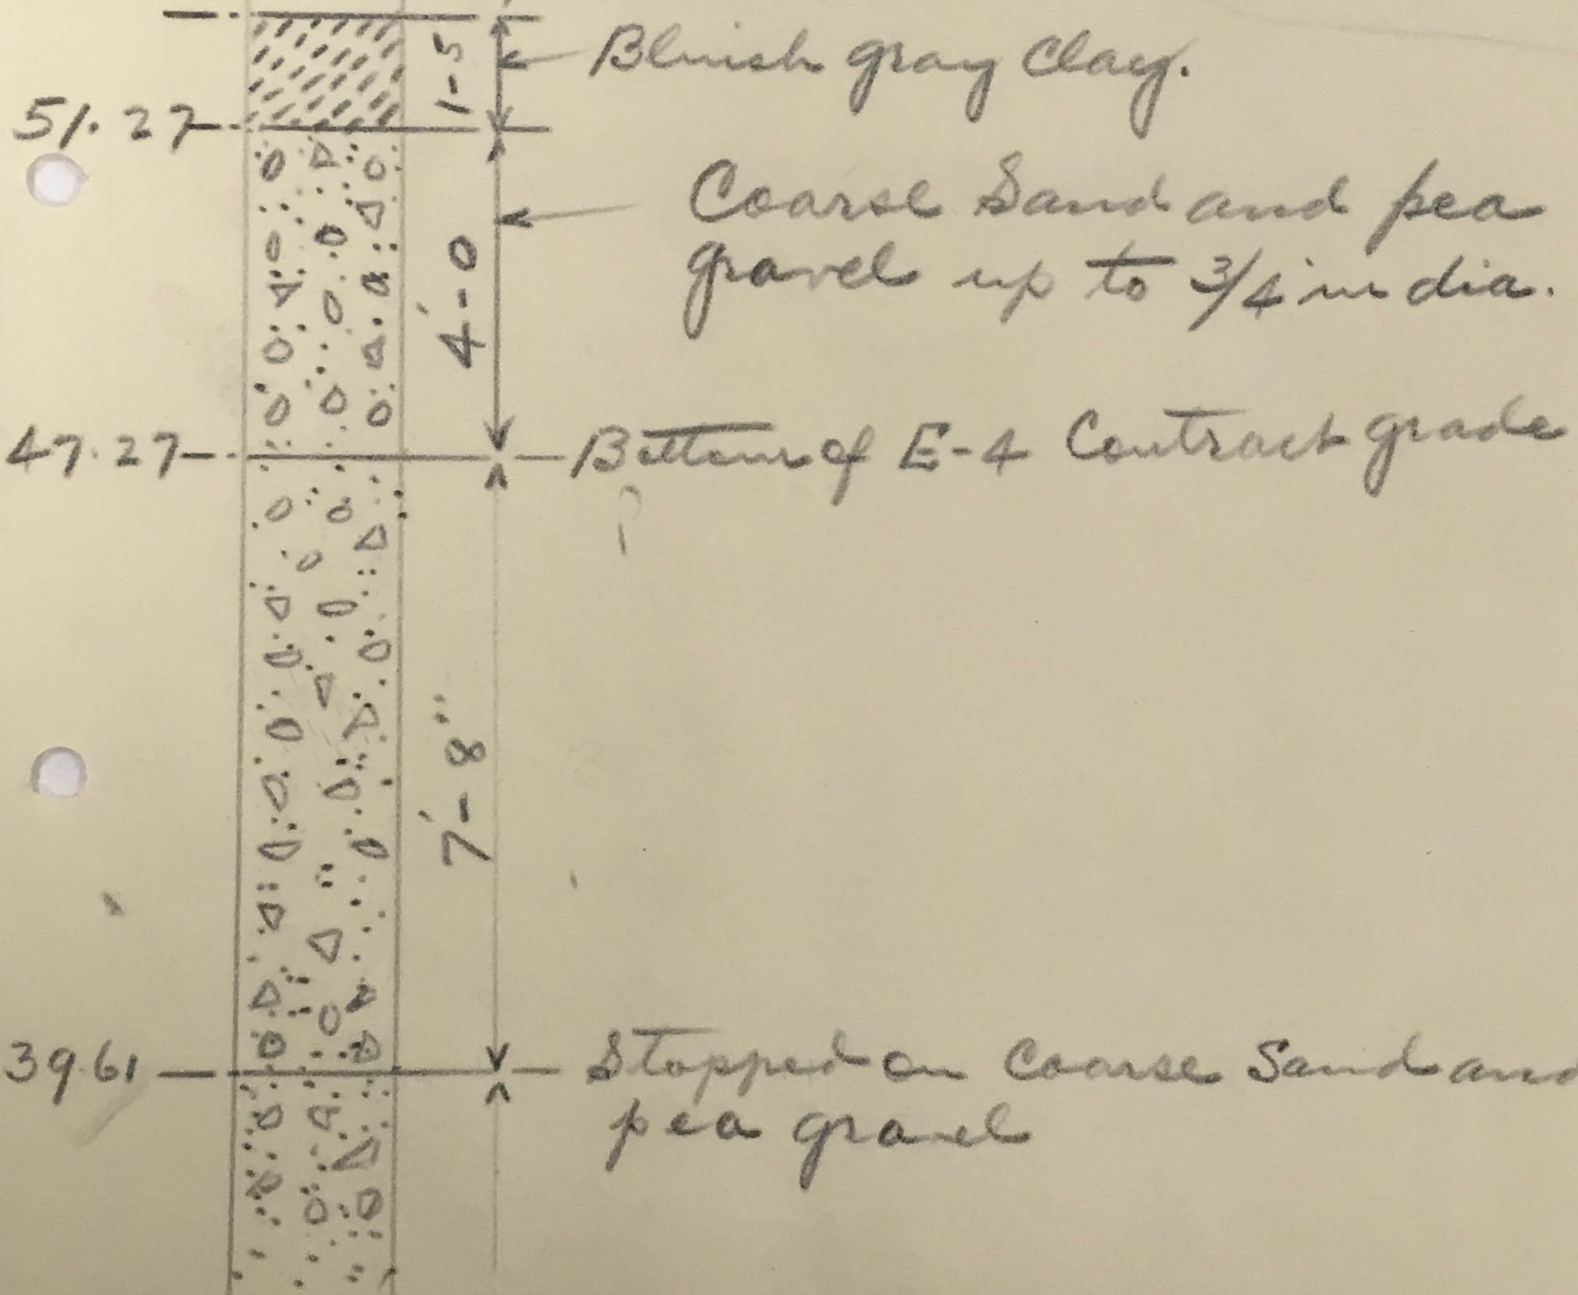 1-5
Bluish gray Clay.
51.27
Coarse Sand and pea
gravel up to 3/4 in dia.
4'-0
47.27
Bottom of E-4 Contract grade
7'-8"
39.61
Stopped on Coarse Sand and
pea gravel